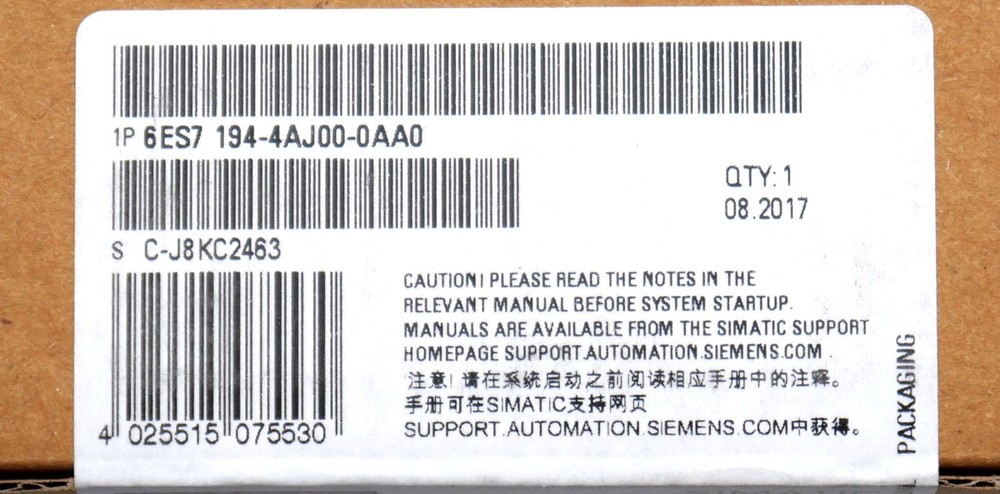 1P 6ES7 194-4AJ00-0AA0
QTY: 1
08.2017
S C-J8KC2463
CAUTION! PLEASE READ THE NOTES IN THE
RELEVANT MANUAL BEFORE SYSTEM STARTUP.
MANUALS ARE AVAILABLE FROM THE SIMATIC SUPPORT
HOMEPAGE SUPPORT.AUTOMATION.SIEMENS.COM .
注意! 请在系统启动之前阅读相应手册中的注释。
手册可在SIMATIC支持网页
SUPPORT.AUTOMATION.SIEMENS.COM中获得。
4 025515 075530
PACKAGING